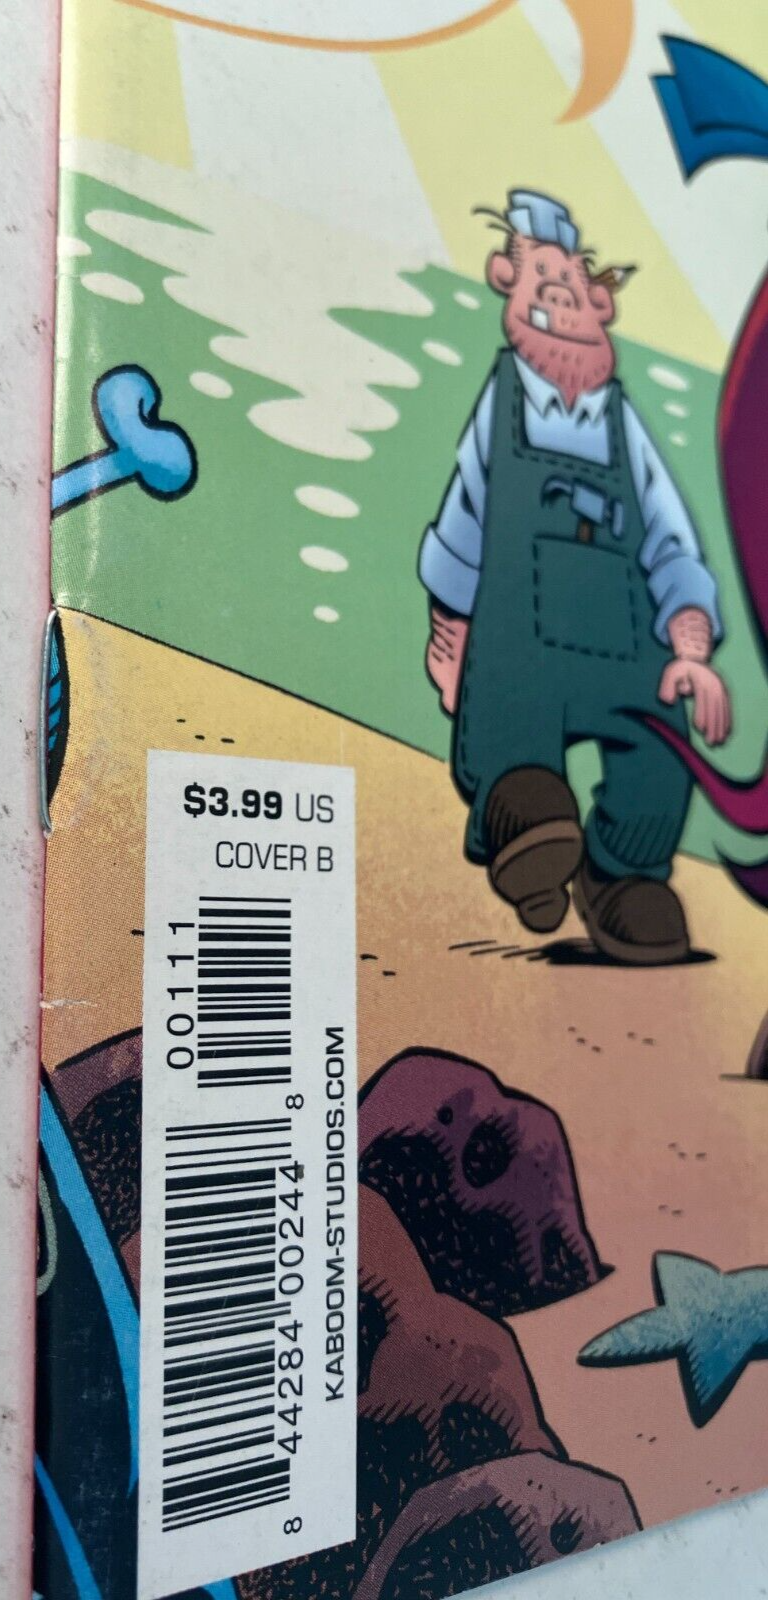 $3.99 US
COVER B
00111
8 44284 00244 8
KABOOM-STUDIOS.COM